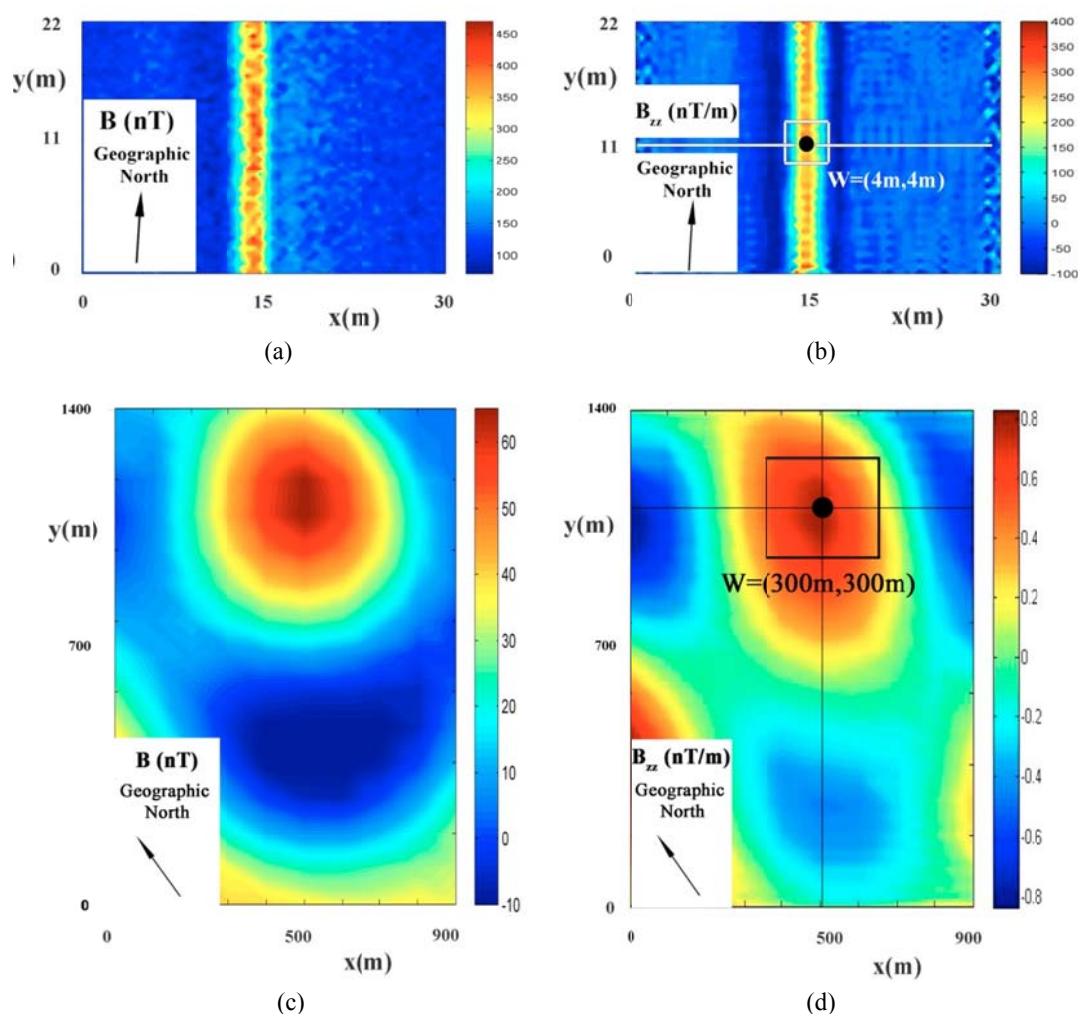 22
y(m)
11
0
B (nT)
Geographic
North
0 15 30
x(m)
450
400
350
300
250
200
150
100
(a)
22
y(m)
11
0
B_zz (nT/m)
Geographic
North
W=(4m,4m)
0 15 30
x(m)
400
350
300
250
200
150
100
50
0
-50
-100
(b)
1400
y(m)
700
0
B (nT)
Geographic
North
0 500 900
x(m)
60
50
40
30
20
10
0
-10
(c)
1400
y(m)
700
0
W=(300m,300m)
B_zz (nT/m)
Geographic
North
0 500 900
x(m)
0.8
0.6
0.4
0.2
0
-0.2
-0.4
-0.6
-0.8
(d)